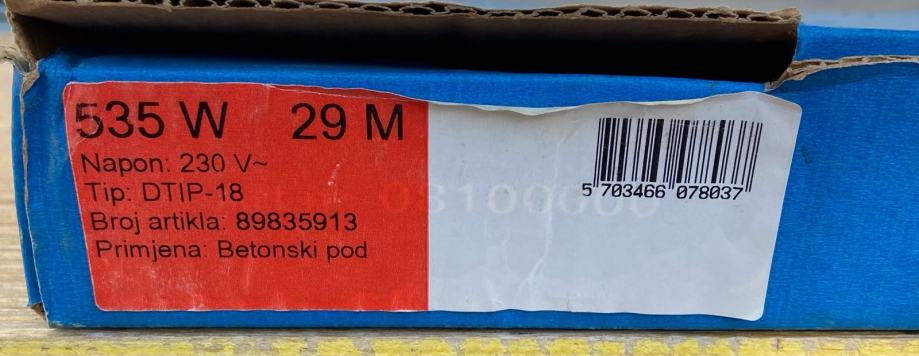 535 W 29 M
Napon: 230 V~
Tip: DTIP-18
Broj artikla: 89835913
Primjena: Betonski pod
5 703466 078037